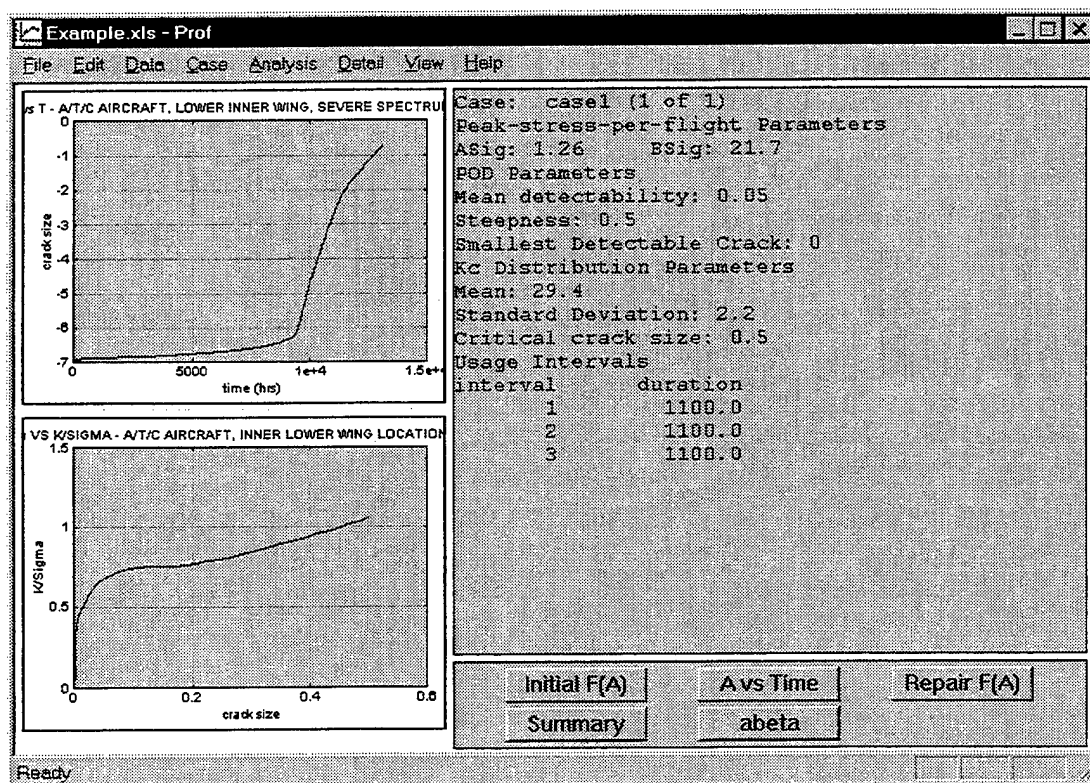 Example.xls - Prof
File Edit Data Case Analysis Detail View Help
vs T - A/T/C AIRCRAFT, LOWER INNER WING, SEVERE SPECTRU
0
-1
-2
-3
-4
-5
-6
-7
crack size
0 5000 1e+4 1.5e+
time (hrs)
VS K/SIGMA - A/T/C AIRCRAFT, INNER LOWER WING LOCATION
1.5
1
0.5
0
K/Sigma
0 0.2 0.4 0.6
crack size
Case: case1 (1 of 1)
Peak-stress-per-flight Parameters
ASig: 1.26 BSig: 21.7
POD Parameters
Mean detectability: 0.05
Steepness: 0.5
Smallest Detectable Crack: 0
Kc Distribution Parameters
Mean: 29.4
Standard Deviation: 2.2
Critical crack size: 0.5
Usage Intervals
interval duration
1 1100.0
2 1100.0
3 1100.0
Initial F(A) A vs Time Repair F(A)
Summary abeta
Ready